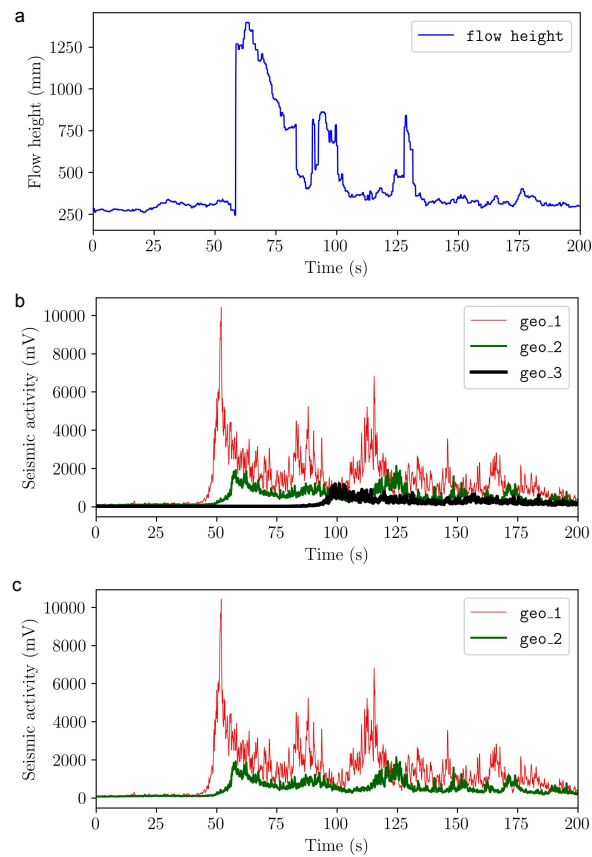 a
1250
1000
750
500
250
Flow height (mm)
flow height
0 25 50 75 100 125 150 175 200
Time (s)
b
10000
8000
6000
4000
2000
0
Seismic activity (mV)
geo_1
geo_2
geo_3
0 25 50 75 100 125 150 175 200
Time (s)
c
10000
8000
6000
4000
2000
0
Seismic activity (mV)
geo_1
geo_2
0 25 50 75 100 125 150 175 200
Time (s)